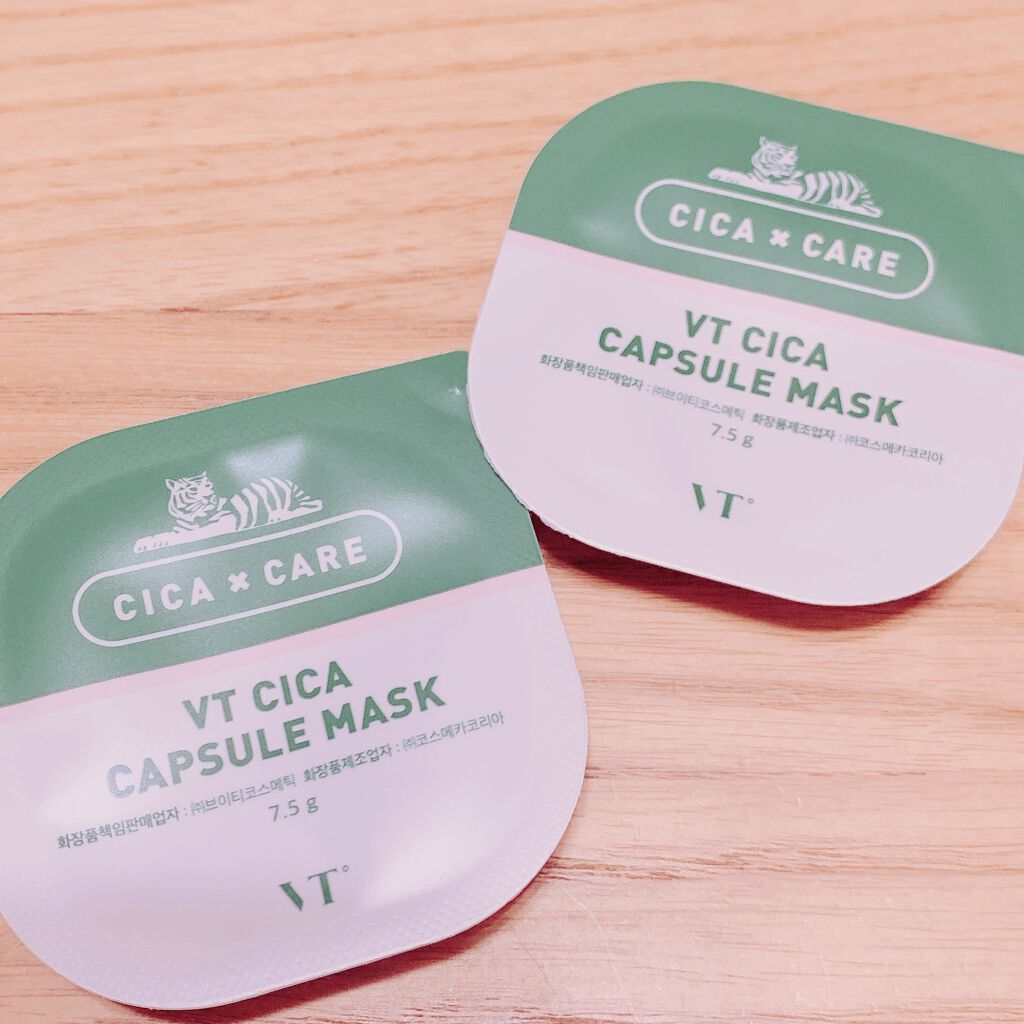 CICA × CARE
VT CICA
CAPSULE MASK
화장품책임판매업자 : ㈜브이티코스메틱 화장품제조업자 : ㈜코스메카코리아
7.5 g
VT
CICA × CARE
VT CICA
CAPSULE MASK
화장품책임판매업자 : ㈜브이티코스메틱 화장품제조업자 : ㈜코스메카코리아
7.5 g
VT